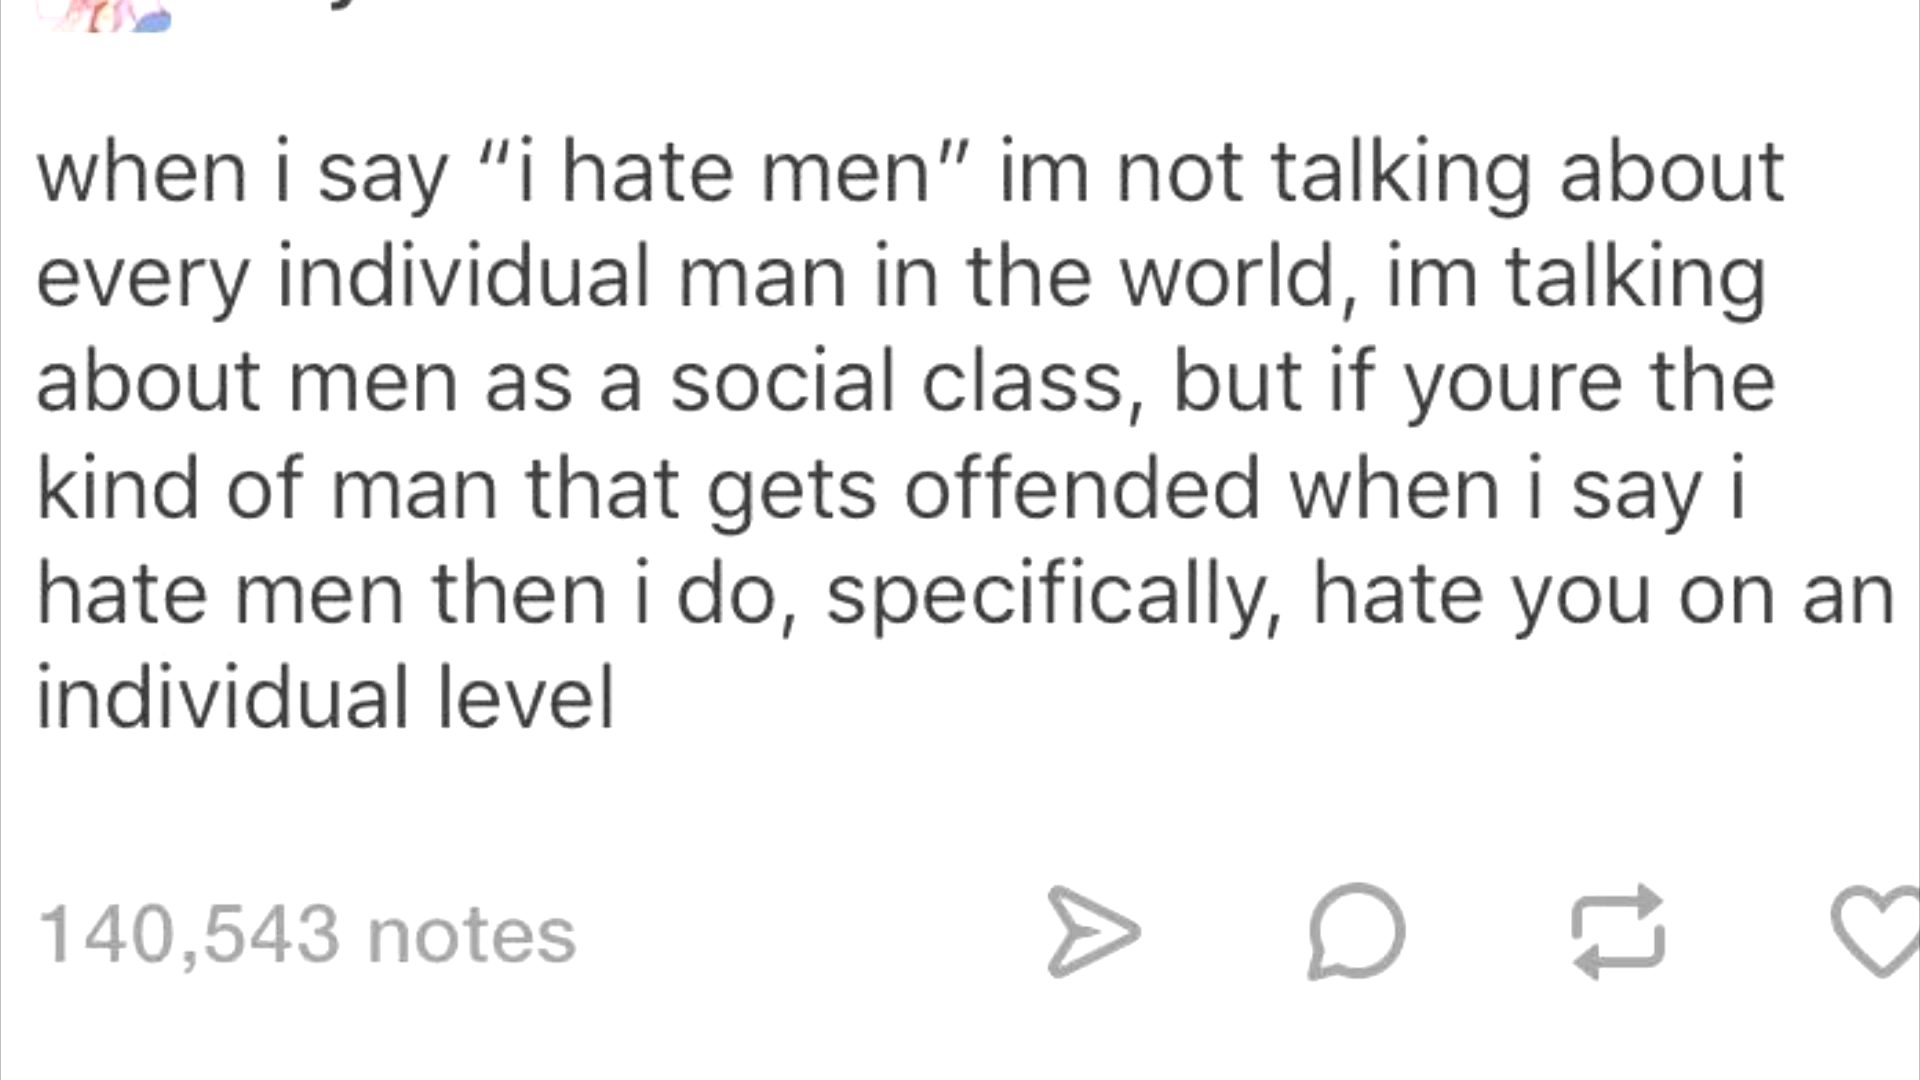 when i say “i hate men” im not talking about
every individual man in the world, im talking
about men as a social class, but if youre the
kind of man that gets offended when i say i
hate men then i do, specifically, hate you on an
individual level
140,543 notes